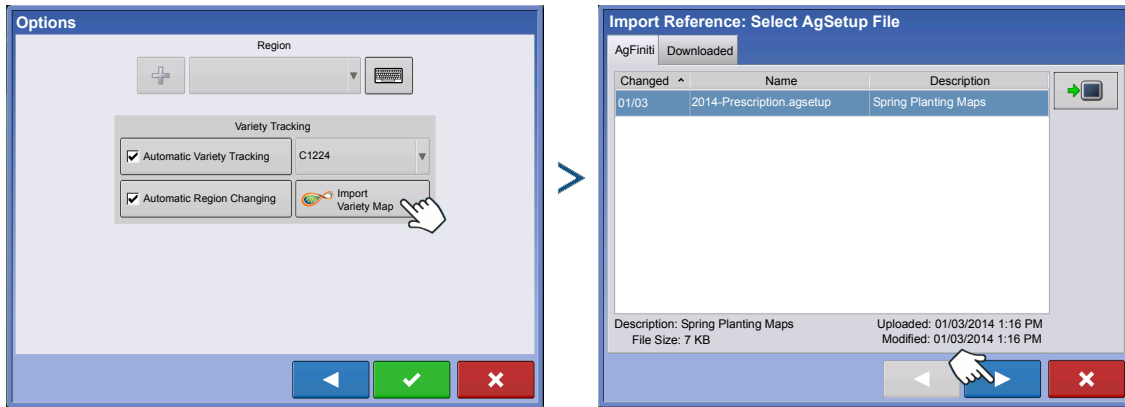 Options
Region
Variety Tracking
Automatic Variety Tracking
C1224
Automatic Region Changing
Import
Variety Map
Import Reference: Select AgSetup File
AgFiniti
Downloaded
Changed
Name
Description
01/03
2014-Prescription.agsetup
Spring Planting Maps
Description: Spring Planting Maps
Uploaded: 01/03/2014 1:16 PM
File Size: 7 KB
Modified: 01/03/2014 1:16 PM